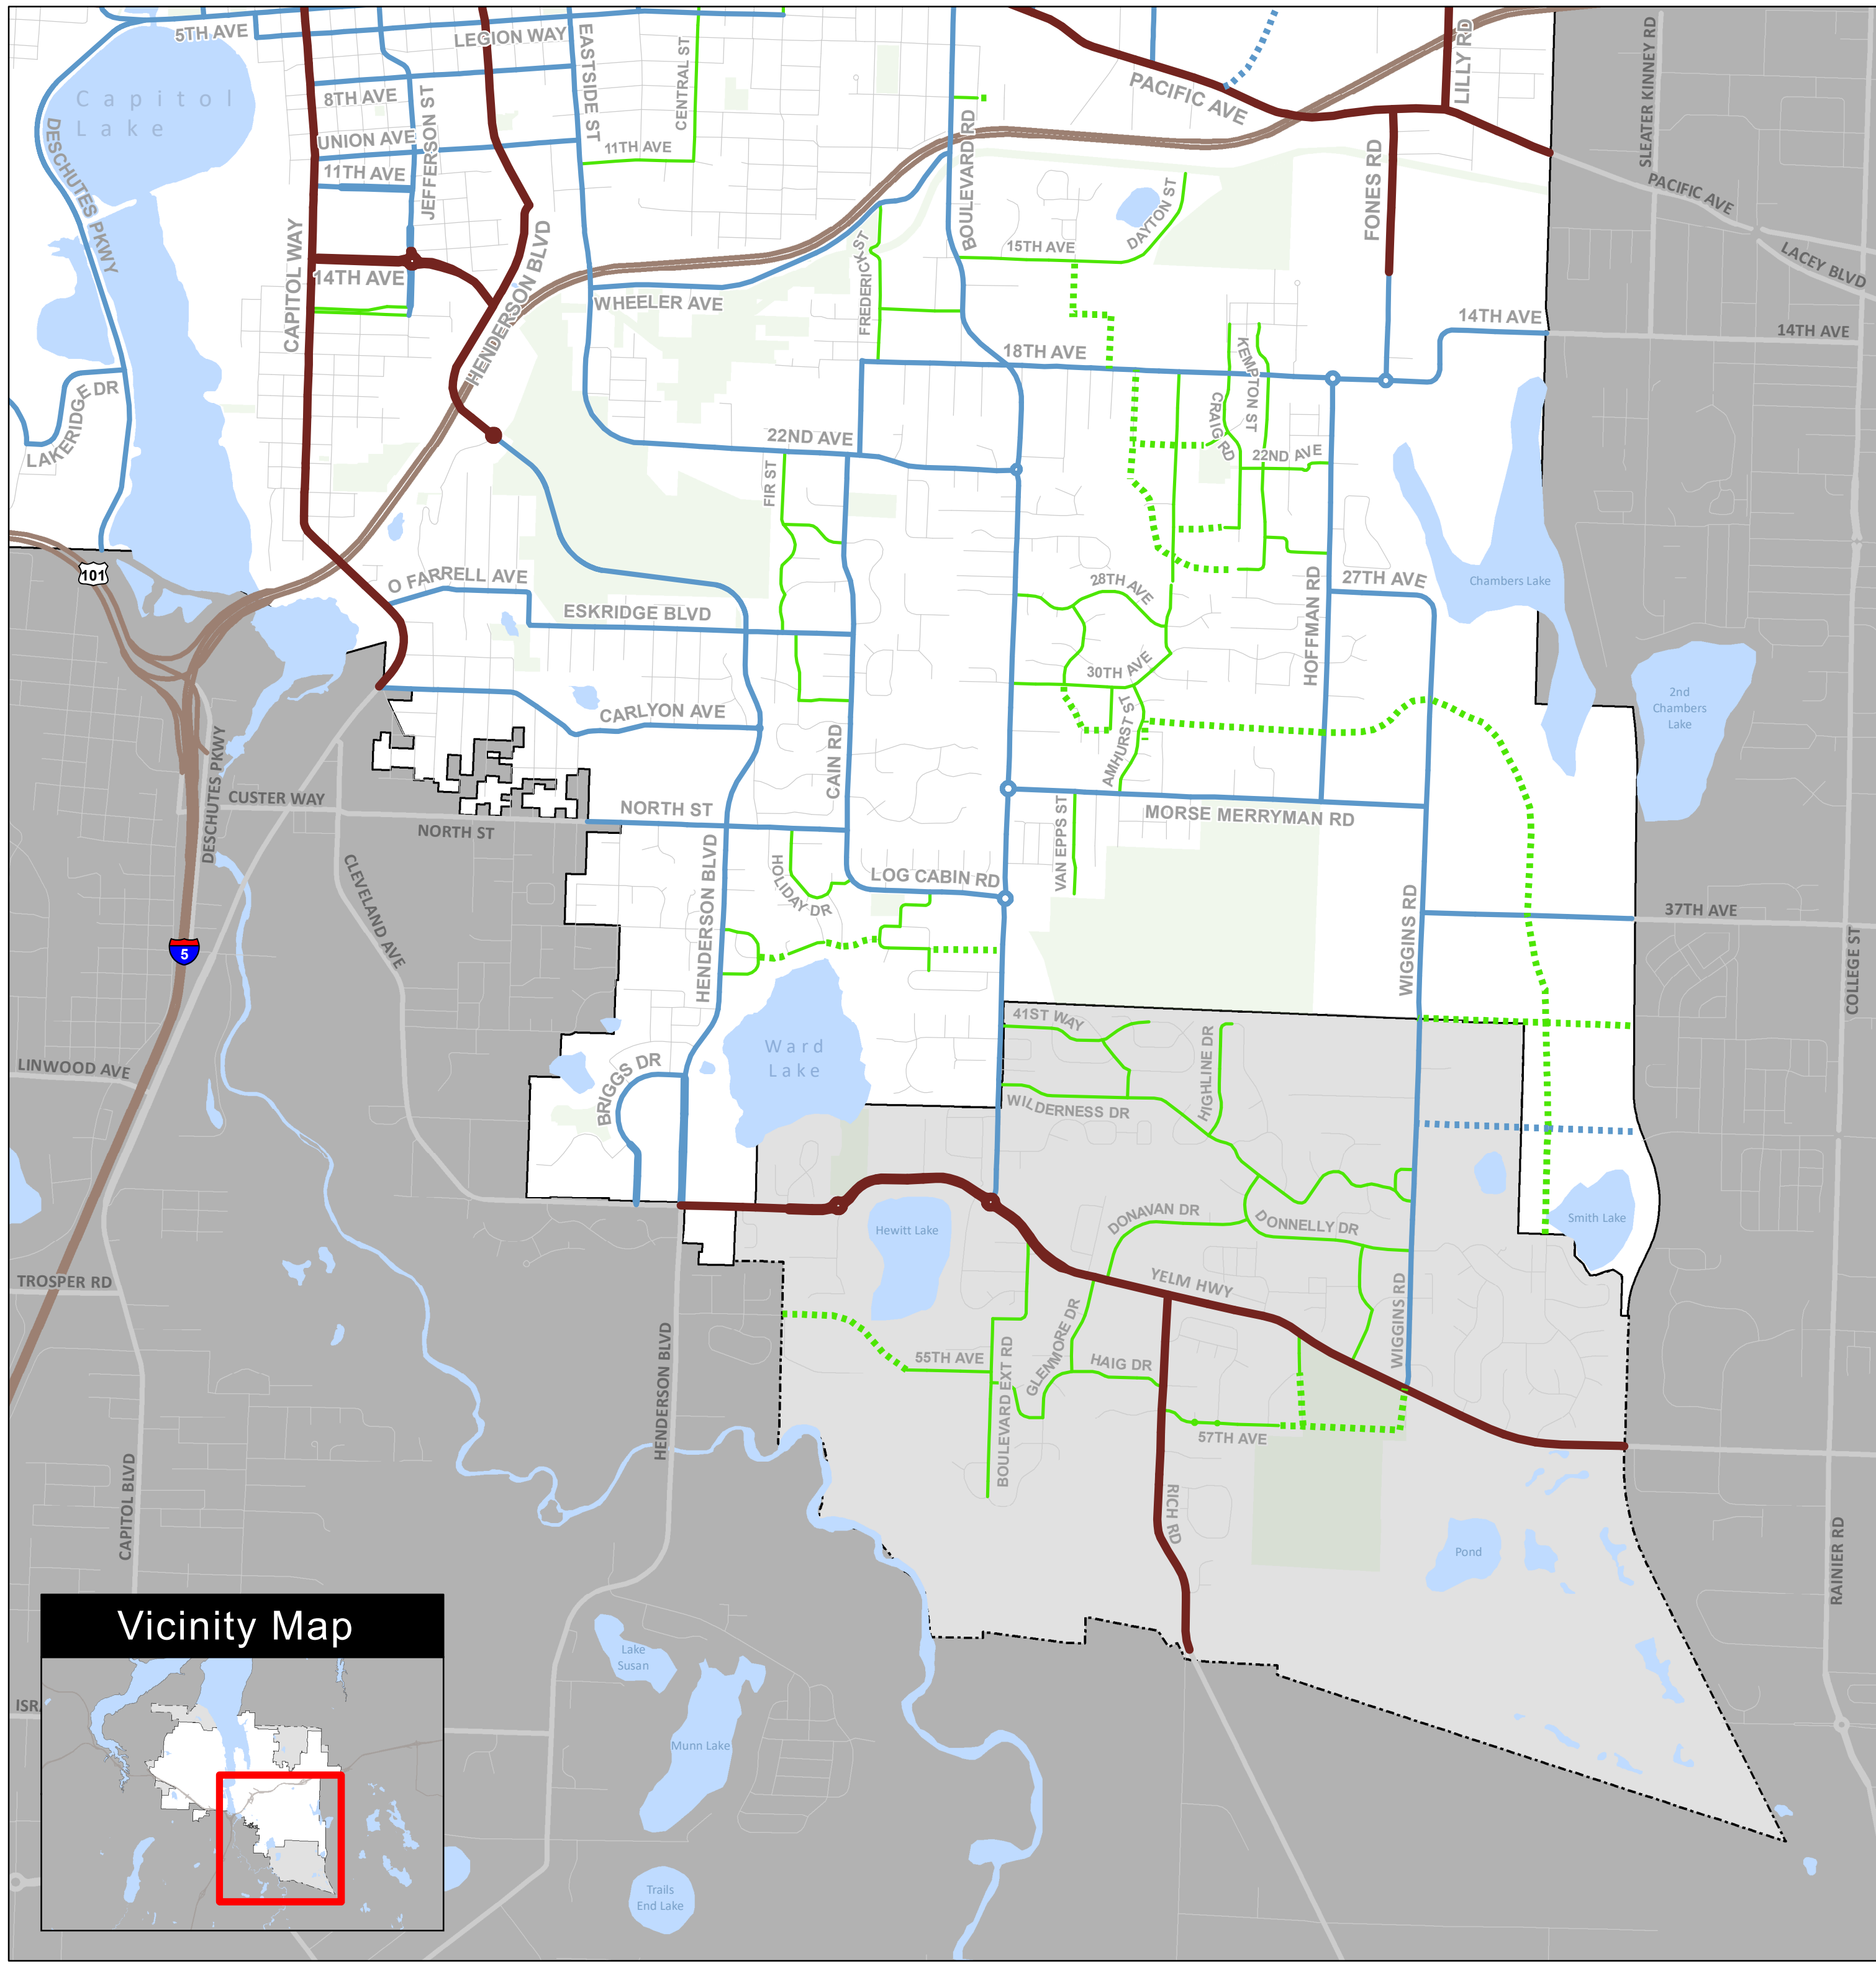 5TH AVE
LEGION WAY
EASTSIDE ST
CENTRAL ST
BOULEVARD RD
PACIFIC AVE
LILLY RD
SLEATER KINNEY RD
Capitol
Lake
8TH AVE
JEFFERSON ST
UNION AVE
11TH AVE
11TH AVE
DESCHUTES PKWY
FONES RD
PACIFIC AVE
LACEY BLVD
CAPITOL WAY
14TH AVE
HENDERSON BLVD
WHEELER AVE
FREDERICK ST
15TH AVE
DAYTON ST
14TH AVE
14TH AVE
18TH AVE
KEMPTON ST
CRAIG RD
LAKERIDGE DR
22ND AVE
22ND AVE
FIR ST
101
O FARRELL AVE
ESKRIDGE BLVD
28TH AVE
27TH AVE
HOFFMAN RD
Chambers Lake
30TH AVE
2nd
Chambers
Lake
CARLYON AVE
CAIN RD
AMHURST ST
DESCHUTES PKWY
CUSTER WAY
NORTH ST
NORTH ST
MORSE MERRYMAN RD
VAN EPPS ST
CLEVELAND AVE
HENDERSON BLVD
HOLIDAY DR
LOG CABIN RD
WIGGINS RD
37TH AVE
COLLEGE ST
5
41ST WAY
HIGHLINE DR
Ward
Lake
LINWOOD AVE
BRIGGS DR
WILDERNESS DR
Hewitt Lake
DONAVAN DR
DONNELLY DR
Smith Lake
TROSPER RD
YELM HWY
WIGGINS RD
HENDERSON BLVD
55TH AVE
BOULEVARD EXT RD
GLENMORE DR
HAIG DR
57TH AVE
CAPITOL BLVD
RICH RD
Pond
RAINIER RD
Vicinity Map
Lake
Susan
ISR
Munn Lake
Trails
End Lake